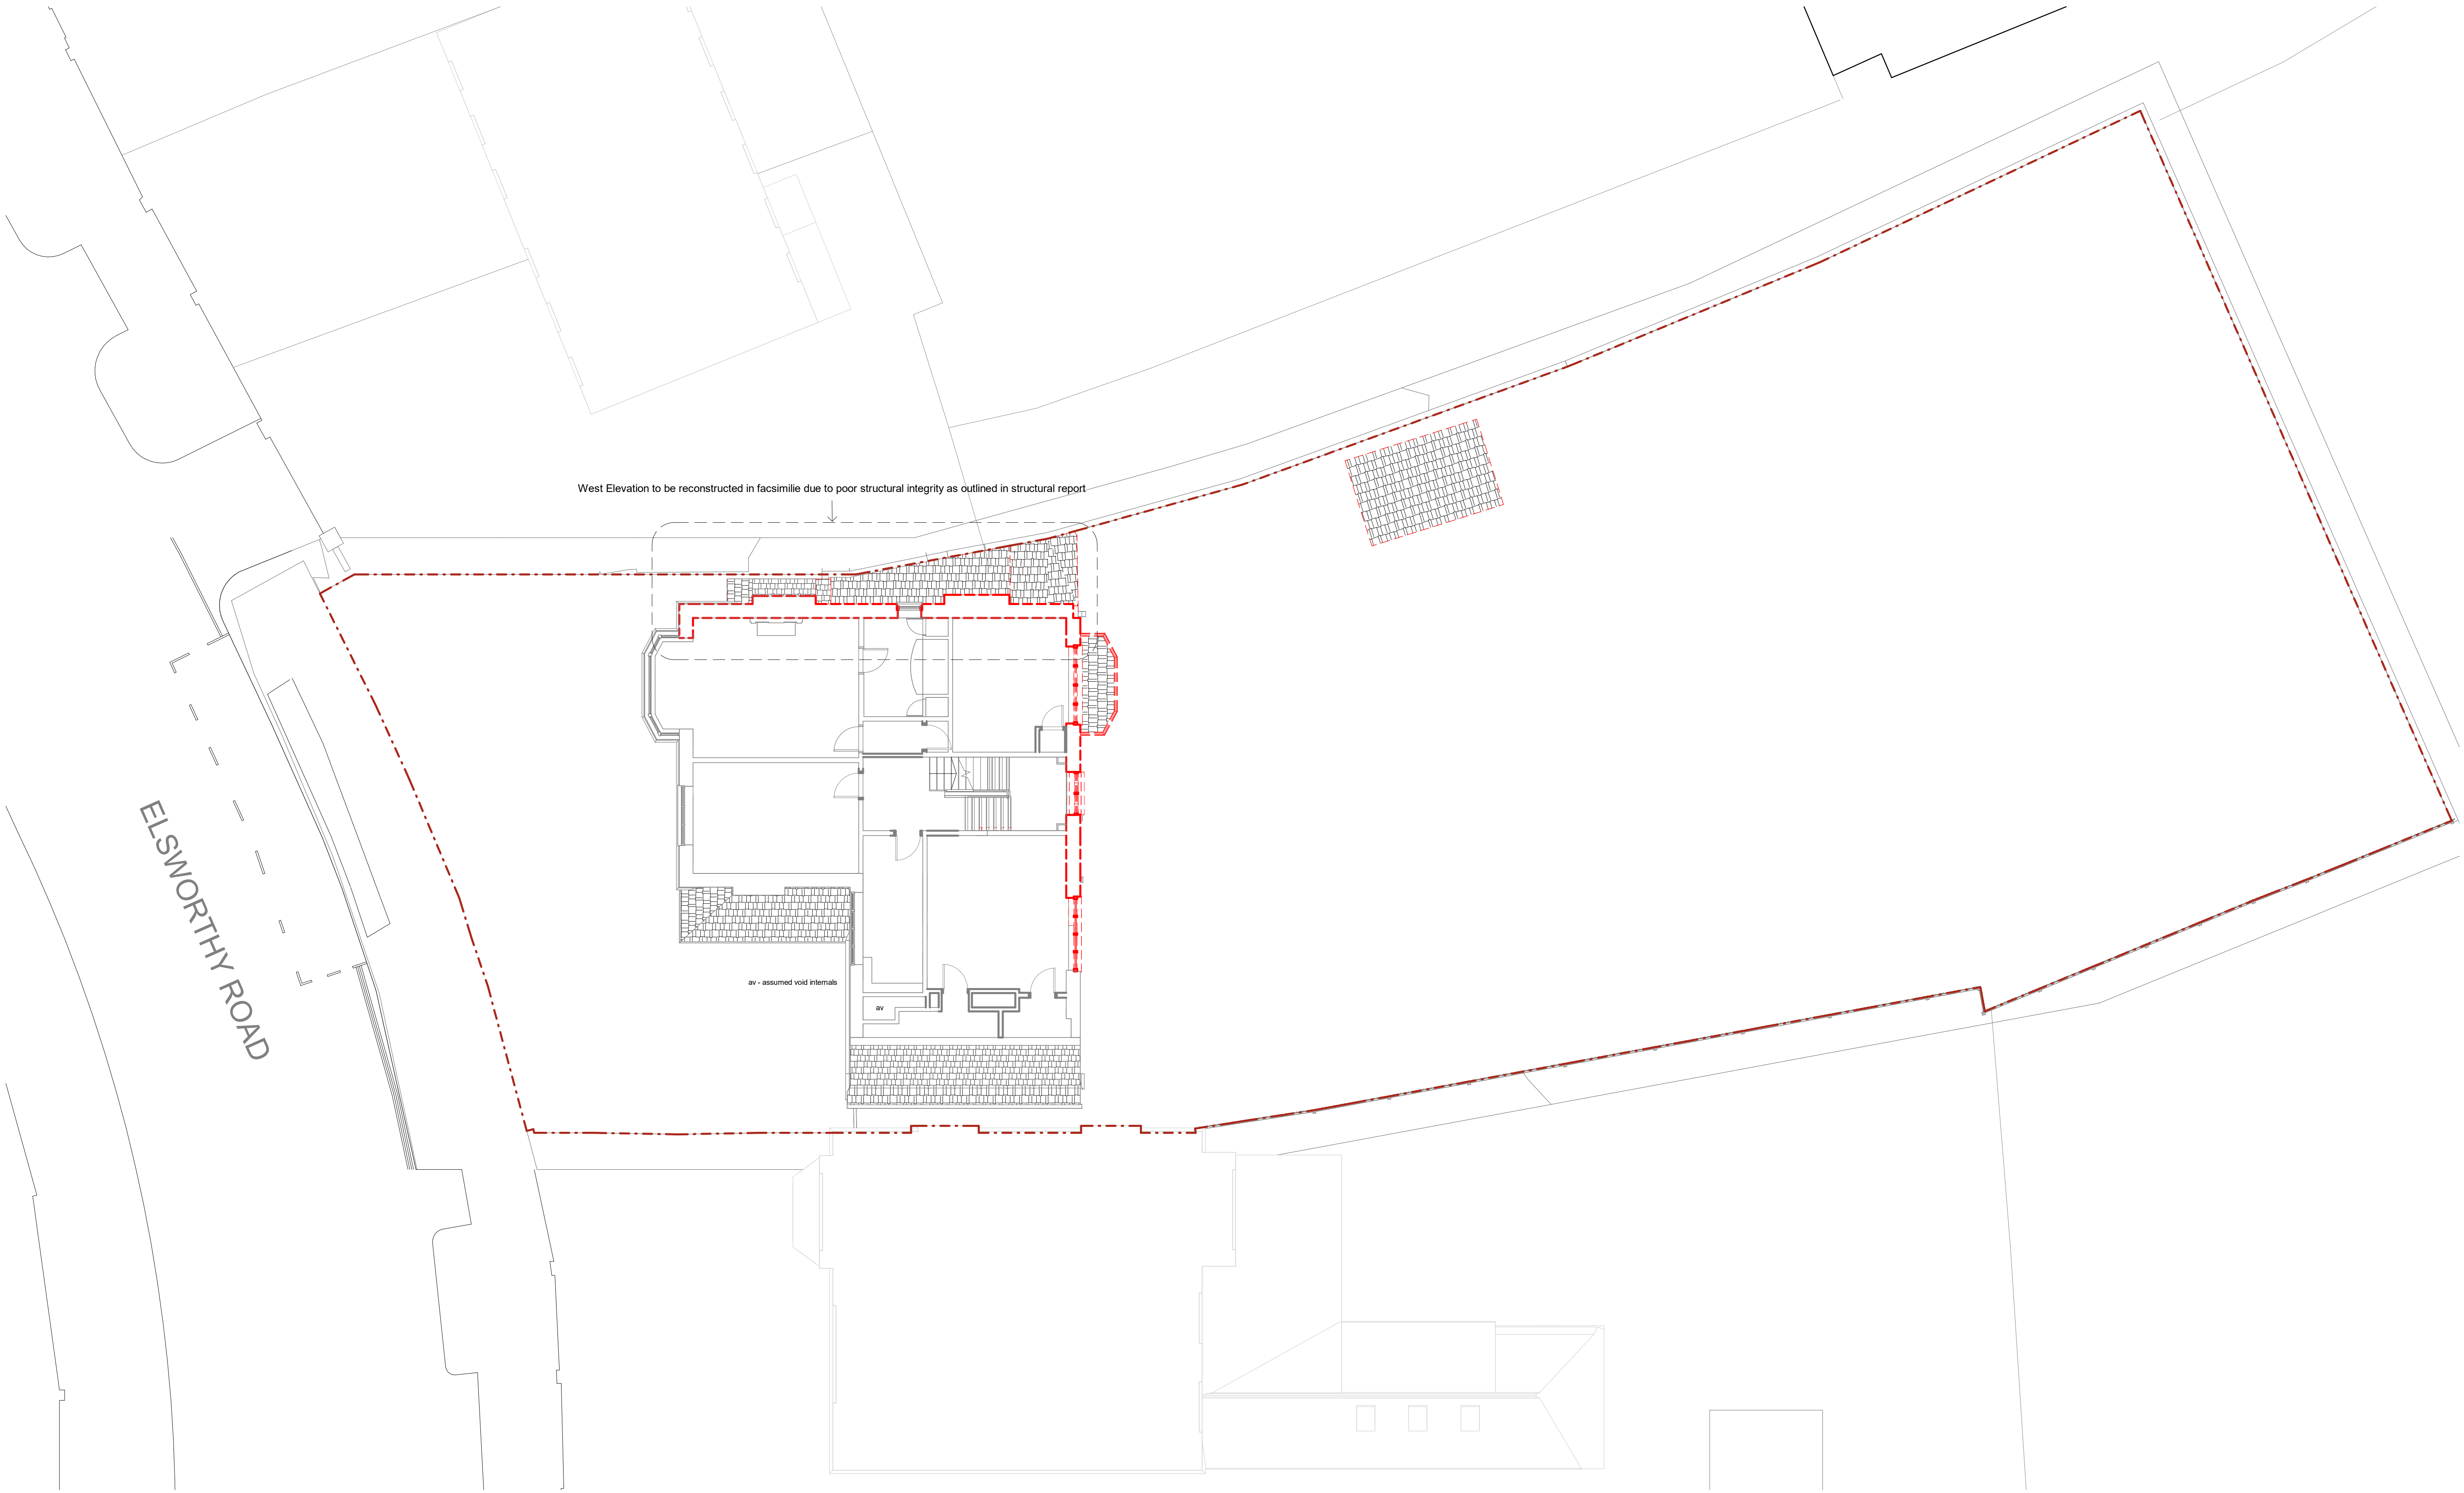 West Elevation to be reconstructed in facsimilie due to poor structural integrity as outlined in structural report
ELSWORTHY ROAD
av - assumed void internals
av